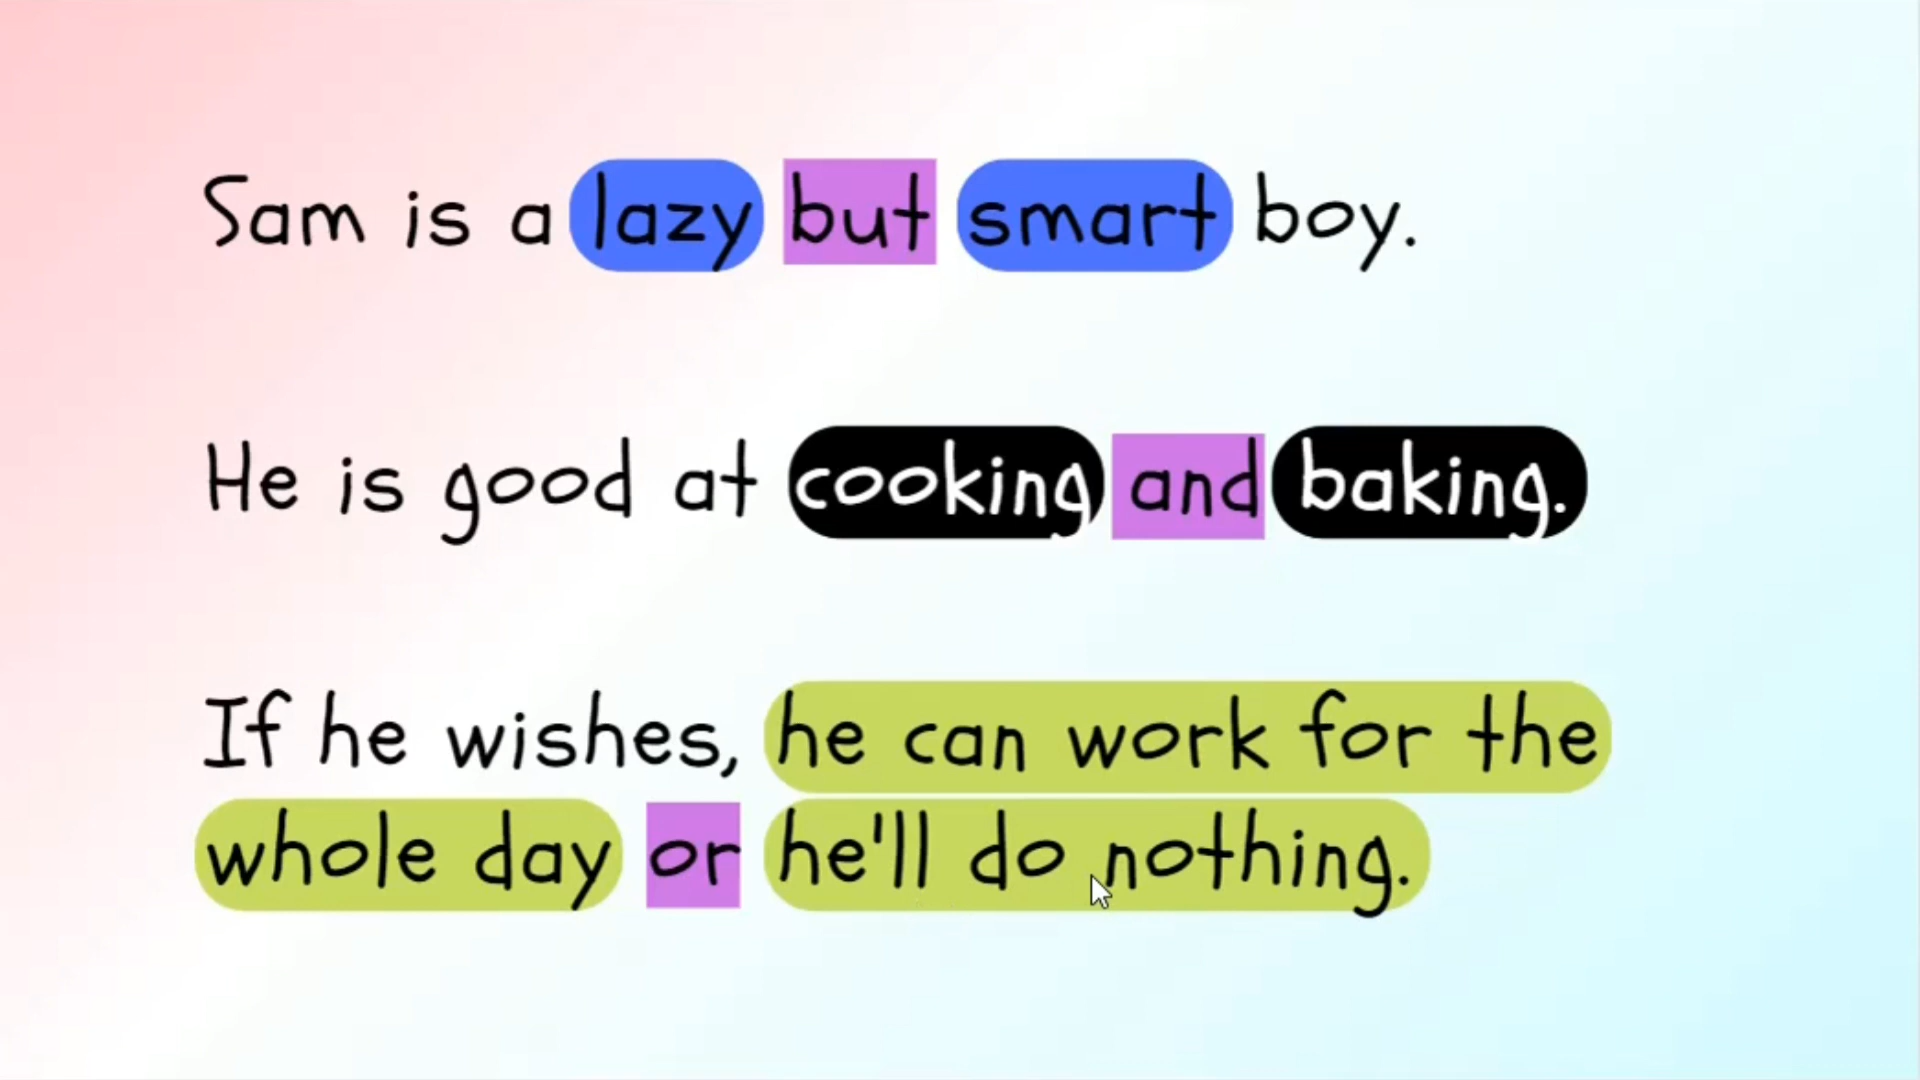 Sam is a lazy but smart boy.
He is good at cooking and baking.
If he wishes, he can work for the
whole day or he'll do nothing.